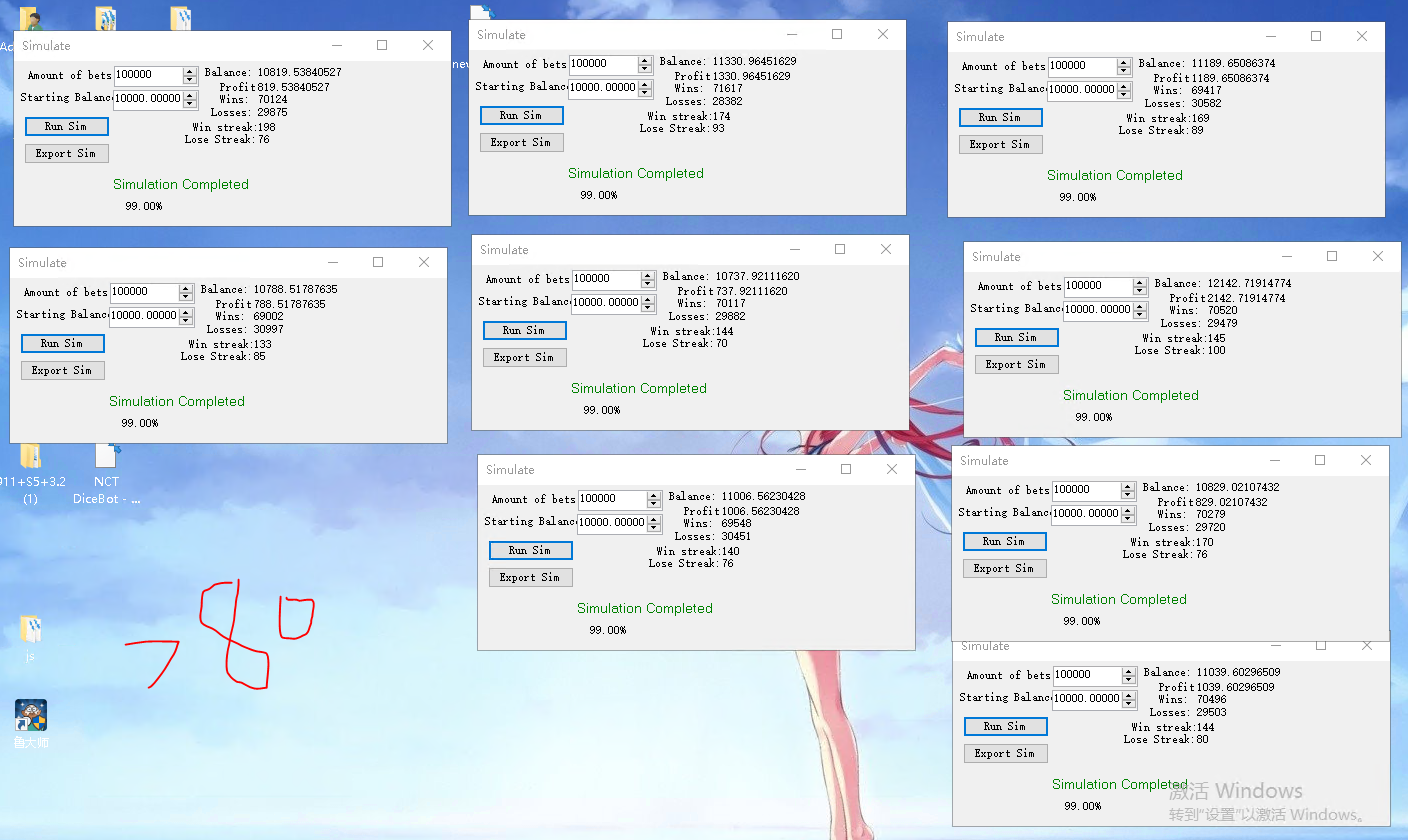 Simulate
Amount of bets 100000
Starting Balanc 10000.00000
Run Sim
Export Sim
Balance: 10819.53840527
Profit 819.53840527
Wins: 70124
Losses: 29875
Win streak:198
Lose Streak:76
Simulation Completed
99.00%
Simulate
Amount of bets 100000
Starting Balanc 10000.00000
Run Sim
Export Sim
Balance: 11330.96451629
Profit 1330.96451629
Wins: 71617
Losses: 28382
Win streak:174
Lose Streak:93
Simulation Completed
99.00%
Simulate
Amount of bets 100000
Starting Balanc 10000.00000
Run Sim
Export Sim
Balance: 11189.65086374
Profit 1189.65086374
Wins: 69417
Losses: 30582
Win streak:169
Lose Streak:89
Simulation Completed
99.00%
Simulate
Amount of bets 100000
Starting Balanc 10000.00000
Run Sim
Export Sim
Balance: 10788.51787635
Profit 788.51787635
Wins: 69002
Losses: 30997
Win streak:133
Lose Streak:85
Simulation Completed
99.00%
Simulate
Amount of bets 100000
Starting Balanc 10000.00000
Run Sim
Export Sim
Balance: 10737.92111620
Profit 737.92111620
Wins: 70117
Losses: 29882
Win streak:144
Lose Streak:70
Simulation Completed
99.00%
Simulate
Amount of bets 100000
Starting Balanc 10000.00000
Run Sim
Export Sim
Balance: 12142.71914774
Profit 2142.71914774
Wins: 70520
Losses: 29479
Win streak:145
Lose Streak:100
Simulation Completed
99.00%
Simulate
Amount of bets 100000
Starting Balanc 10000.00000
Run Sim
Export Sim
Balance: 11006.56230428
Profit 1006.56230428
Wins: 69548
Losses: 30451
Win streak:140
Lose Streak:76
Simulation Completed
99.00%
Simulate
Amount of bets 100000
Starting Balanc 10000.00000
Run Sim
Export Sim
Balance: 10829.02107432
Profit 829.02107432
Wins: 70279
Losses: 29720
Win streak:170
Lose Streak:76
Simulation Completed
99.00%
Simulate
Amount of bets 100000
Starting Balanc 10000.00000
Run Sim
Export Sim
Balance: 11039.60296509
Profit 1039.60296509
Wins: 70496
Losses: 29503
Win streak:144
Lose Streak:80
Simulation Completed
99.00%
911+S5+3.2
(1)
NCT
DiceBot - ...
js
鲁大师
>80
激活 Windows
转到"设置"以激活 Windows。